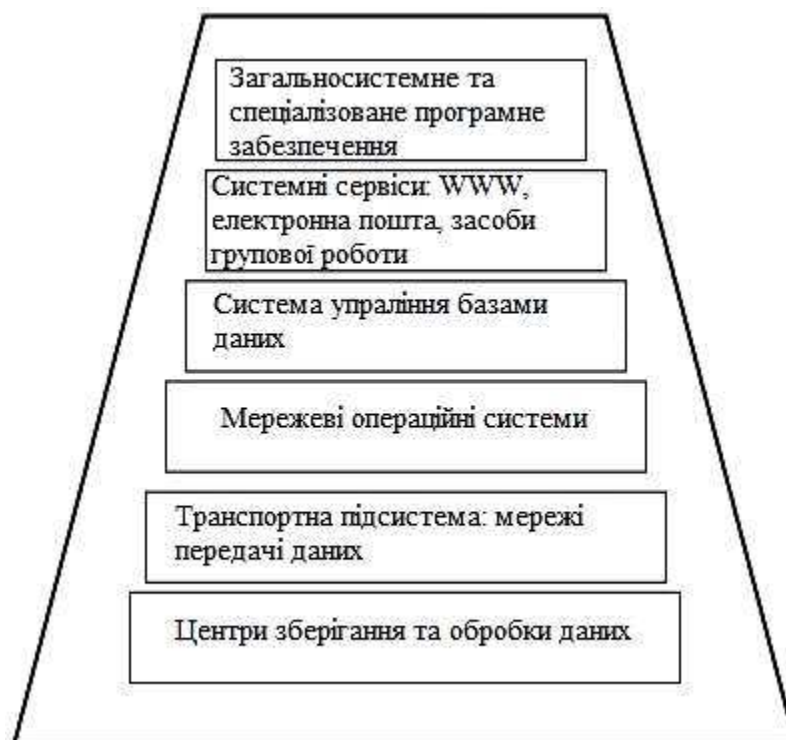 Загальносистемне та
спеціалізоване програмне
забезпечення
Системні сервіси: WWW,
електронна пошта, засоби
групової роботи
Система упраління базами
даних
Мережеві операційні системи
Транспортна підсистема: мережі
передачі даних
Центри зберігання та обробки даних